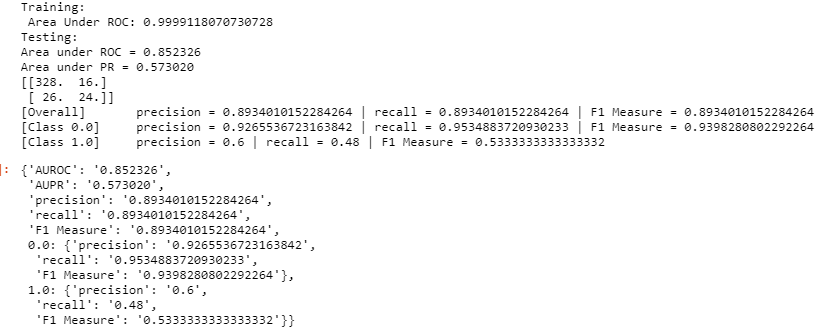 Training:
 Area Under ROC: 0.9999118070730728
Testing:
Area under ROC = 0.852326
Area under PR = 0.573020
[[328.  16.]
 [ 26.  24.]]
[Overall]	precision = 0.8934010152284264 | recall = 0.8934010152284264 | F1 Measure = 0.8934010152284264
[Class 0.0]	precision = 0.9265536723163842 | recall = 0.9534883720930233 | F1 Measure = 0.9398280802292264
[Class 1.0]	precision = 0.6 | recall = 0.48 | F1 Measure = 0.5333333333333332
]: {'AUROC': '0.852326',
 'AUPR': '0.573020',
 'precision': '0.8934010152284264',
 'recall': '0.8934010152284264',
 'F1 Measure': '0.8934010152284264',
 0.0: {'precision': '0.9265536723163842',
  'recall': '0.9534883720930233',
  'F1 Measure': '0.9398280802292264'},
 1.0: {'precision': '0.6',
  'recall': '0.48',
  'F1 Measure': '0.5333333333333332'}}